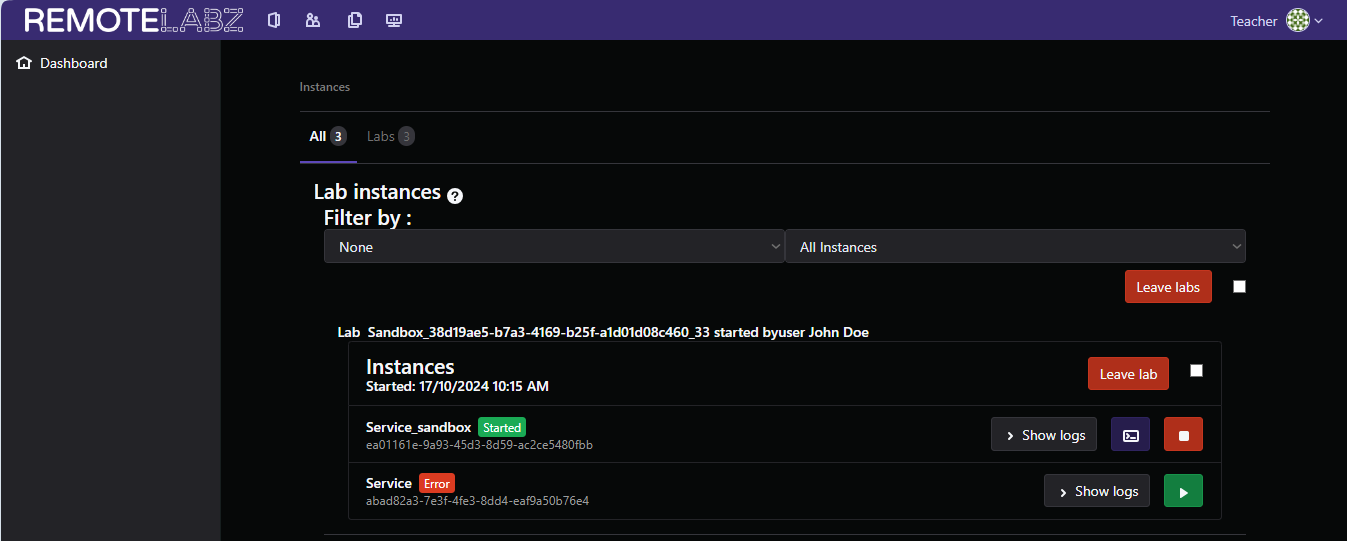 REMOTELABZ Teacher
Dashboard
Instances
All 3 Labs 3
Lab instances ?
Filter by :
None All Instances
Leave labs
Lab Sandbox_38d19ae5-b7a3-4169-b25f-a1d01d08c460_33 started byuser John Doe
Instances
Leave lab
Started: 17/10/2024 10:15 AM
Service_sandbox Started
Show logs
ea01161e-9a93-45d3-8d59-ac2ce5480fbb
Service Error
Show logs
abad82a3-7e3f-4fe3-8dd4-eaf9a50b76e4